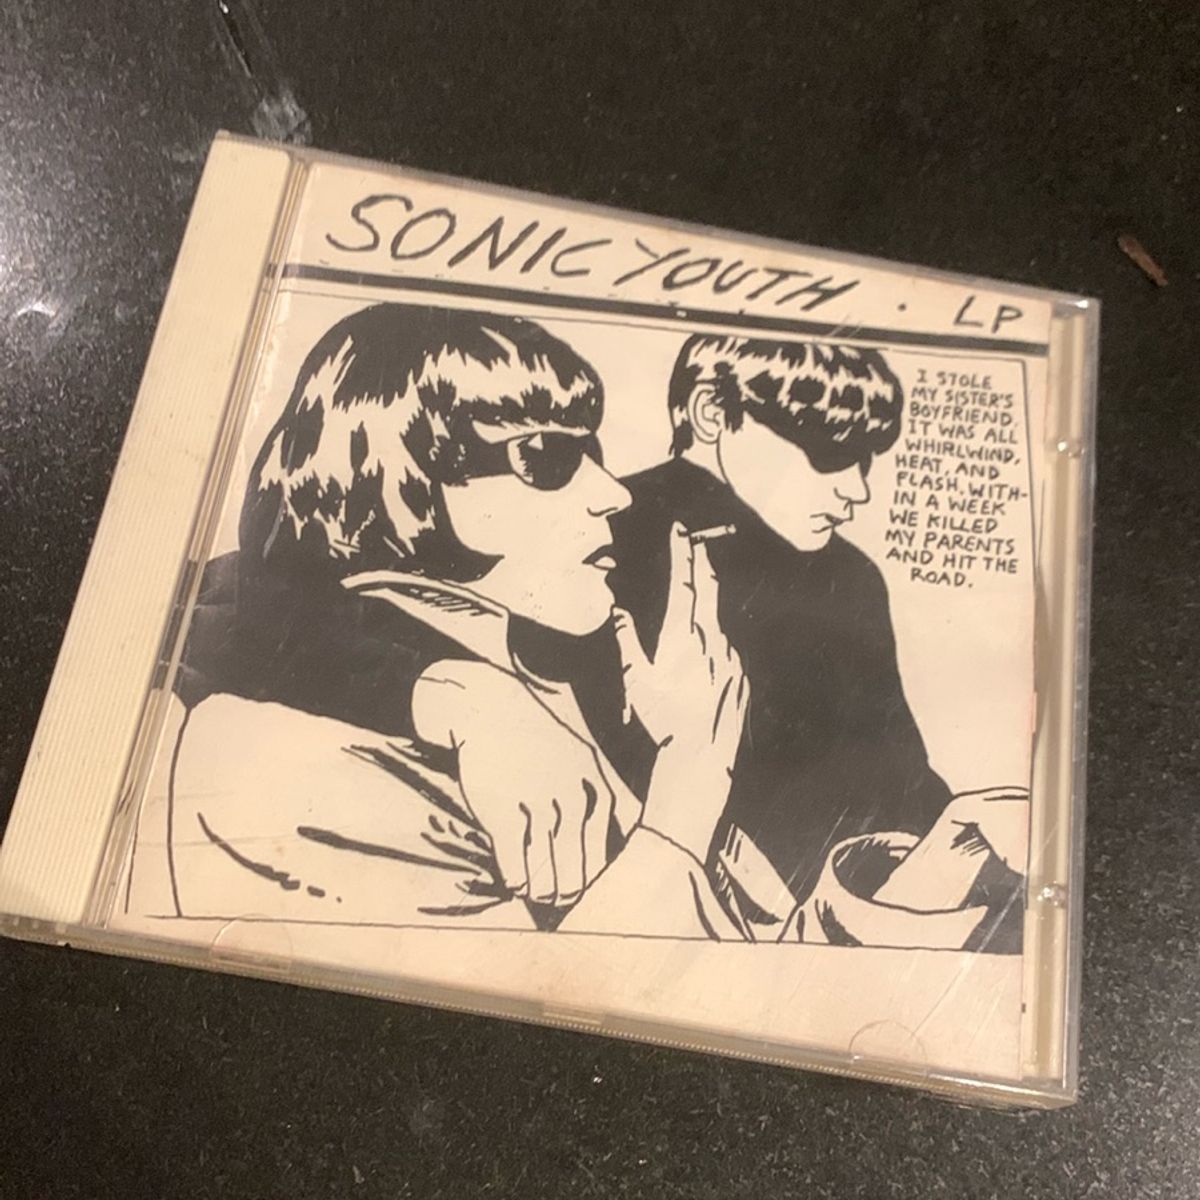 SONIC YOUTH . LP
I STOLE
MY SISTER'S
BOYFRIEND.
IT WAS ALL
WHIRLWIND,
HEAT, AND
FLASH. WITH-
IN A WEEK
WE KILLED
MY PARENTS
AND HIT THE
ROAD.